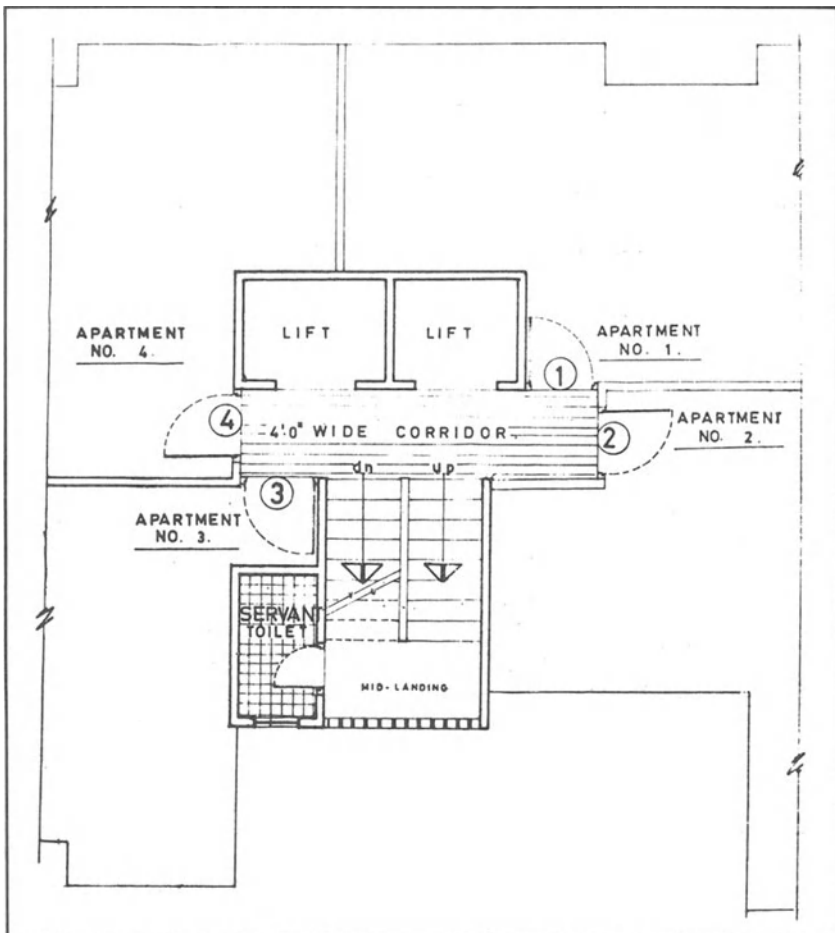 LIFT
LIFT
APARTMENT
NO. 4.
APARTMENT
NO. 1.
1
4
4'0" WIDE CORRIDOR.
2
APARTMENT
NO. 2.
dn
up
3
APARTMENT
NO. 3.
SERVANT
TOILET
MID-LANDING